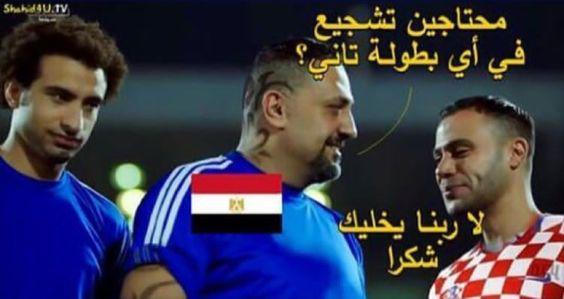 Shahid4U.TV
محتاجين تشجيع
في أي بطولة تاني؟
لا ربنا يخليك
شكرا